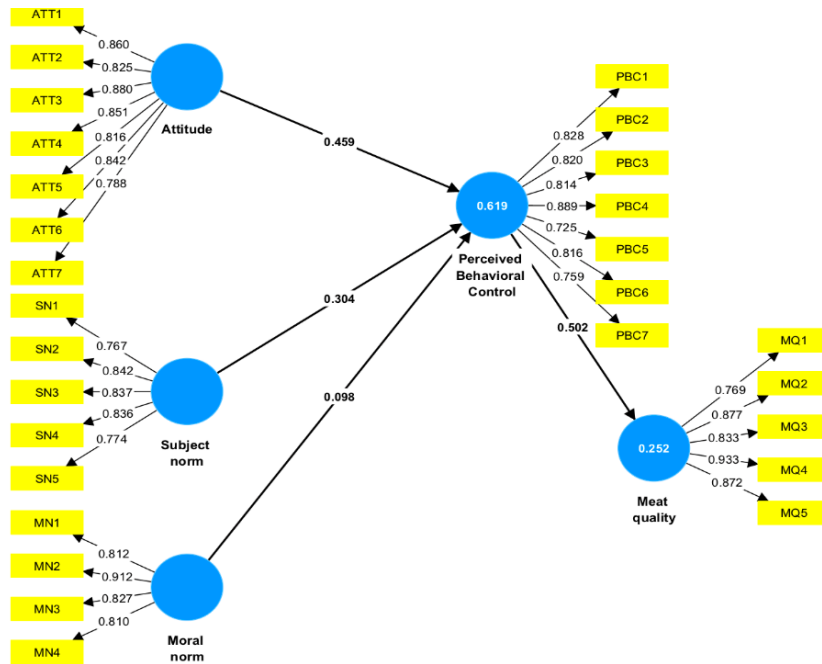 ATT1
ATT2
ATT3
ATT4
ATT5
ATT6
ATT7
0.860
0.825
0.880
0.851
0.816
0.842
0.788
Attitude
SN1
SN2
SN3
SN4
SN5
0.767
0.842
0.837
0.836
0.774
Subject
norm
MN1
MN2
MN3
MN4
0.812
0.912
0.827
0.810
Moral
norm
0.459
0.304
0.098
0.619
Perceived
Behavioral
Control
0.828
0.820
0.814
0.889
0.725
0.816
0.759
PBC1
PBC2
PBC3
PBC4
PBC5
PBC6
PBC7
0.502
0.252
Meat
quality
0.769
0.877
0.833
0.933
0.872
MQ1
MQ2
MQ3
MQ4
MQ5